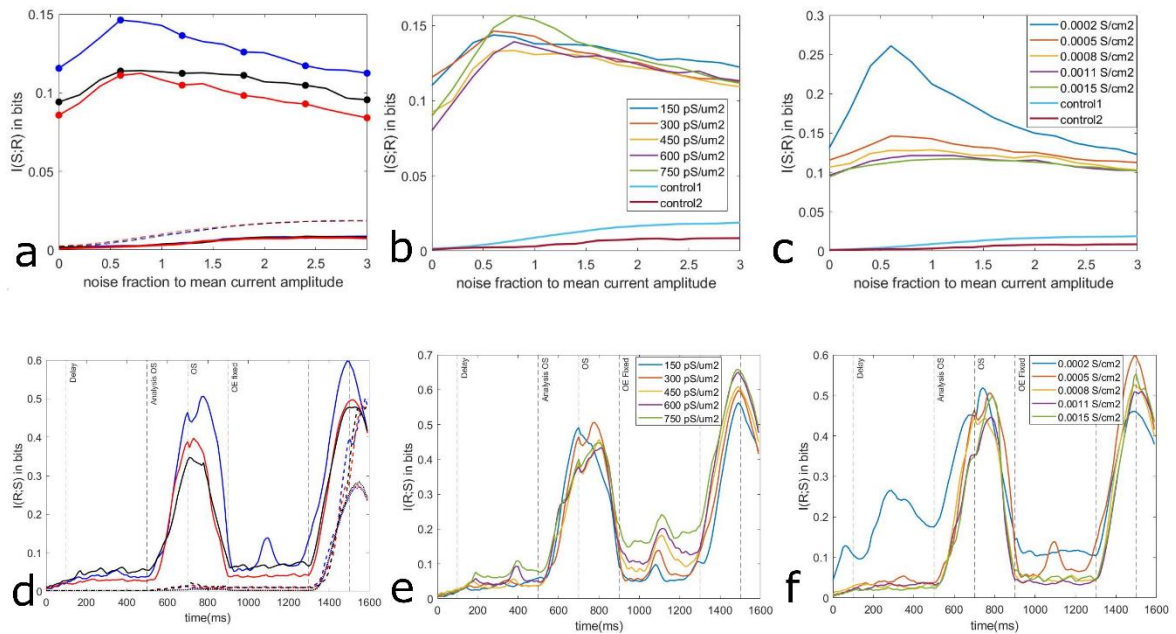 I(S;R) in bits
0.15
0.1
0.05
0
0 0.5 1 1.5 2 2.5 3
noise fraction to mean current amplitude
a
I(S;R) in bits
0.15
0.1
0.05
0
150 pS/um2
300 pS/um2
450 pS/um2
600 pS/um2
750 pS/um2
control1
control2
0 0.5 1 1.5 2 2.5 3
noise fraction to mean current amplitude
b
I(S;R) in bits
0.3
0.25
0.2
0.15
0.1
0.05
0
0.0002 S/cm2
0.0005 S/cm2
0.0008 S/cm2
0.0011 S/cm2
0.0015 S/cm2
control1
control2
0 0.5 1 1.5 2 2.5 3
noise fraction to mean current amplitude
c
I(R;S) in bits
0.6
0.5
0.4
0.3
0.2
0.1
0
Delay
Analysis OS
OS
OE fixed
0 200 400 600 800 1000 1200 1400 1600
time(ms)
d
I(R;S) in bits
0.7
0.6
0.5
0.4
0.3
0.2
0.1
0
Delay
Analysis OS
OS
OE Fixed
150 pS/um2
300 pS/um2
450 pS/um2
600 pS/um2
750 pS/um2
0 200 400 600 800 1000 1200 1400 1600
time(ms)
e
I(R;S) in bits
0.6
0.5
0.4
0.3
0.2
0.1
0
Delay
Analysis OS
OS
OE Fixed
0.0002 S/cm2
0.0005 S/cm2
0.0008 S/cm2
0.0011 S/cm2
0.0015 S/cm2
0 200 400 600 800 1000 1200 1400 1600
time(ms)
f